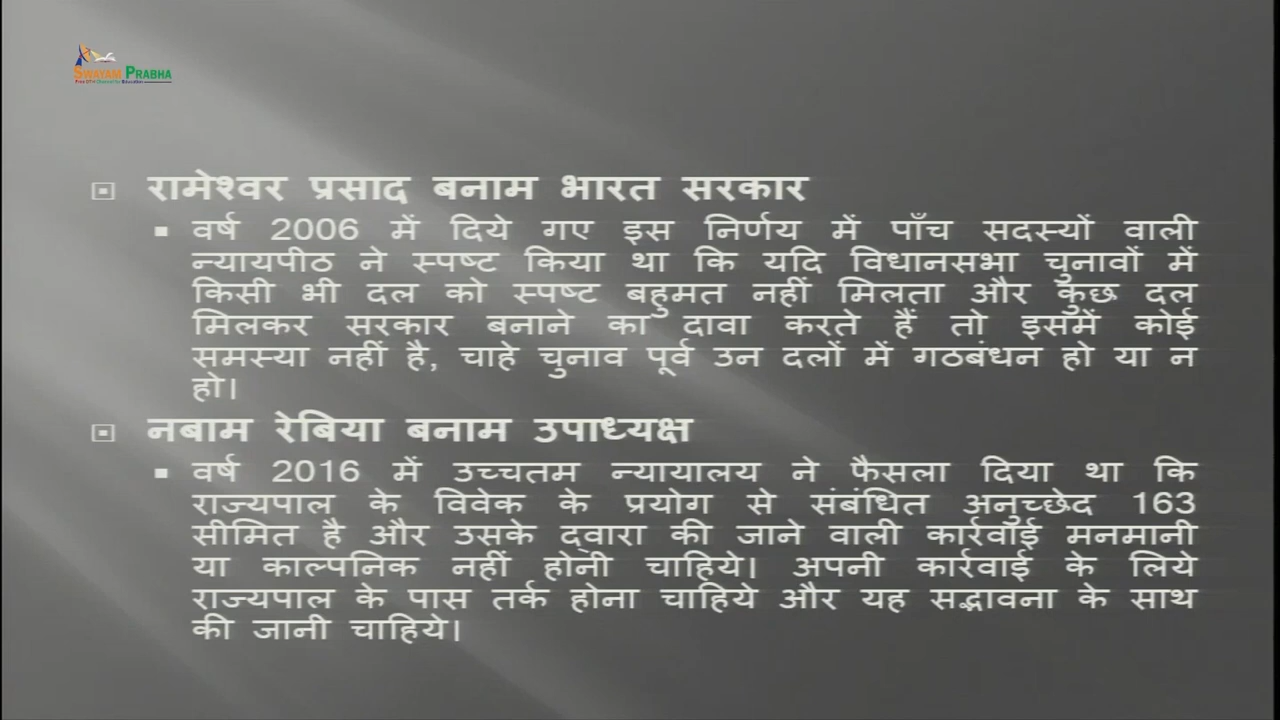 SWAYAM PRABHA
रामेश्वर प्रसाद बनाम भारत सरकार
वर्ष 2006 में दिये गए इस निर्णय में पाँच सदस्यों वाली
न्यायपीठ ने स्पष्ट किया था कि यदि विधानसभा चुनावों में
किसी भी दल को स्पष्ट बहुमत नहीं मिलता और कुछ दल
मिलकर सरकार बनाने का दावा करते हैं तो इसमें कोई
समस्या नहीं है, चाहे चुनाव पूर्व उन दलों में गठबंधन हो या न
हो।
नबाम रेबिया बनाम उपाध्यक्ष
वर्ष 2016 में उच्चतम न्यायालय ने फैसला दिया था कि
राज्यपाल के विवेक के प्रयोग से संबंधित अनुच्छेद 163
सीमित है और उसके द्वारा की जाने वाली कार्रवाई मनमानी
या काल्पनिक नहीं होनी चाहिये। अपनी कार्रवाई के लिये
राज्यपाल के पास तर्क होना चाहिये और यह सद्भावना के साथ
की जानी चाहिये।